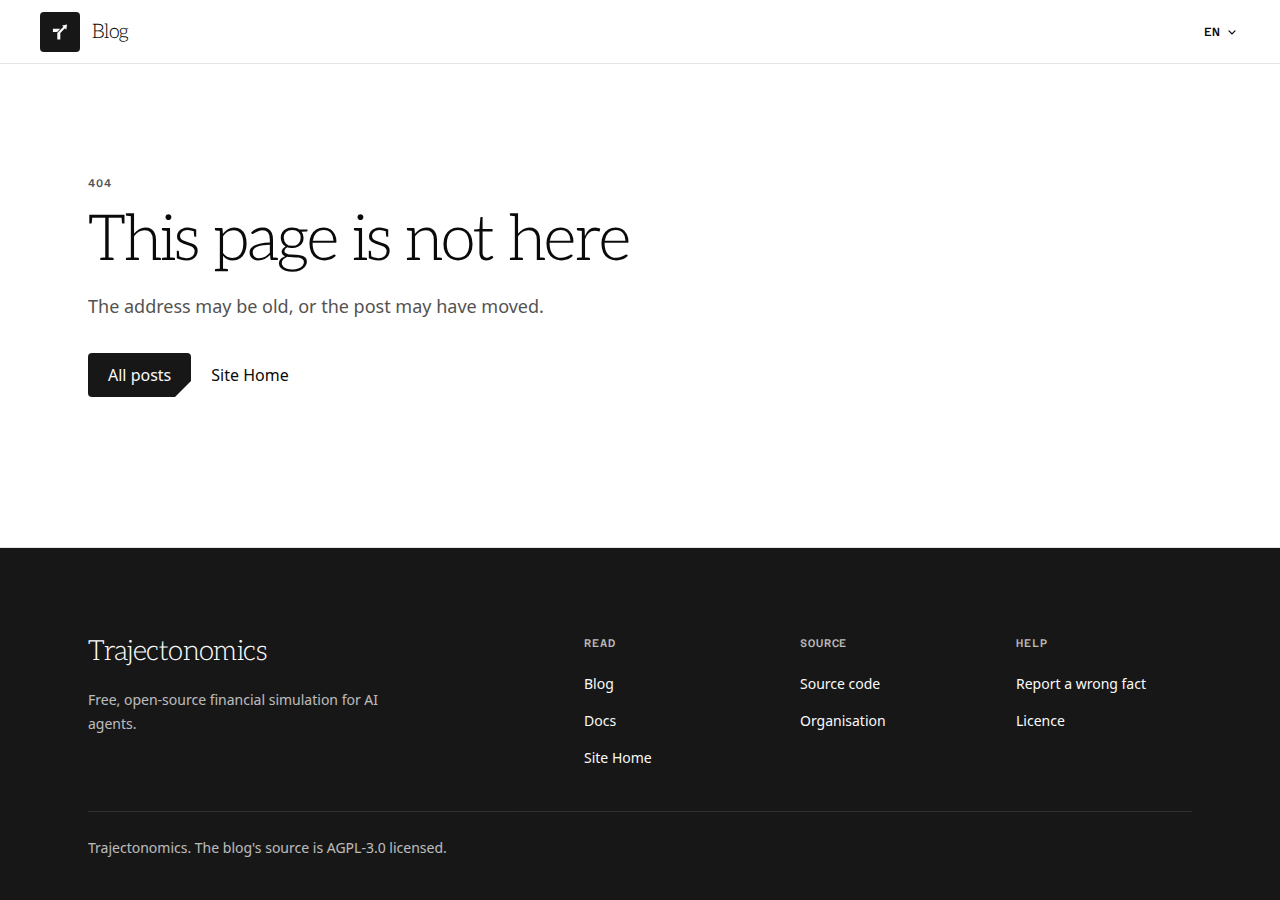 Blog
EN
404
This page is not here
The address may be old, or the post may have moved.
All posts
Site Home
Trajectonomics
Free, open-source financial simulation for AI
agents.
READ
Blog
Docs
Site Home
SOURCE
Source code
Organisation
HELP
Report a wrong fact
Licence
Trajectonomics. The blog's source is AGPL-3.0 licensed.